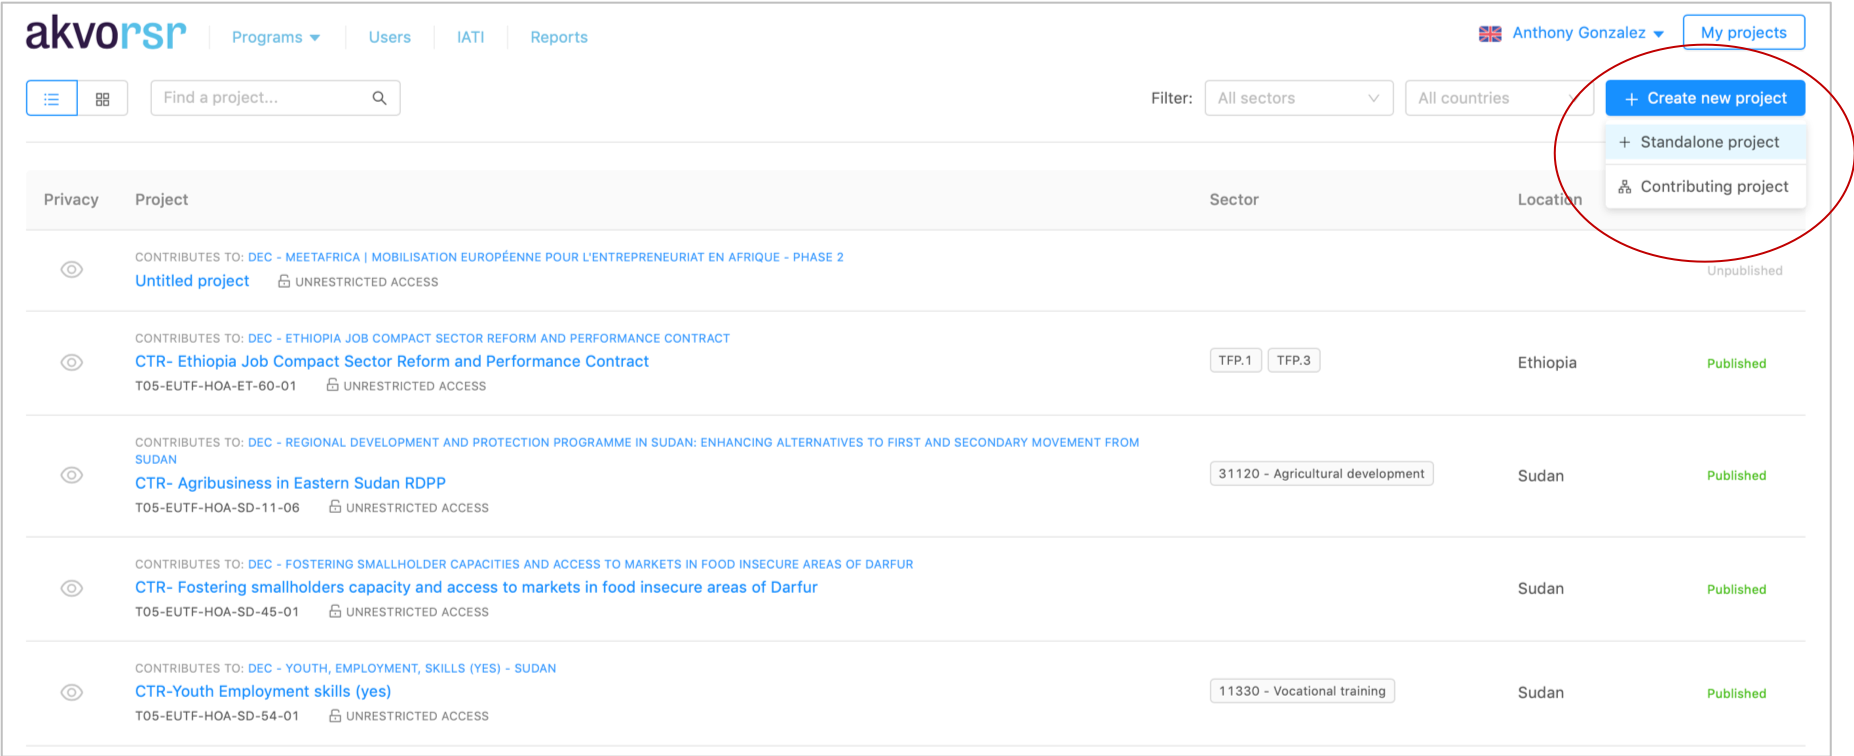 akvorsr
Programs
Users
IATI
Reports
Anthony Gonzalez
My projects
Find a project...
Filter:
All sectors
All countries
+ Create new project
+ Standalone project
Contributing project
Privacy
Project
Sector
Location
CONTRIBUTES TO: DEC - MEETAFRICA | MOBILISATION EUROPÉENNE POUR L'ENTREPRENEURIAT EN AFRIQUE - PHASE 2
Untitled project
UNRESTRICTED ACCESS
Unpublished
CONTRIBUTES TO: DEC - ETHIOPIA JOB COMPACT SECTOR REFORM AND PERFORMANCE CONTRACT
CTR- Ethiopia Job Compact Sector Reform and Performance Contract
T05-EUTF-HOA-ET-60-01
UNRESTRICTED ACCESS
TFP.1
TFP.3
Ethiopia
Published
CONTRIBUTES TO: DEC - REGIONAL DEVELOPMENT AND PROTECTION PROGRAMME IN SUDAN: ENHANCING ALTERNATIVES TO FIRST AND SECONDARY MOVEMENT FROM
SUDAN
CTR- Agribusiness in Eastern Sudan RDPP
T05-EUTF-HOA-SD-11-06
UNRESTRICTED ACCESS
31120 - Agricultural development
Sudan
Published
CONTRIBUTES TO: DEC - FOSTERING SMALLHOLDER CAPACITIES AND ACCESS TO MARKETS IN FOOD INSECURE AREAS OF DARFUR
CTR- Fostering smallholders capacity and access to markets in food insecure areas of Darfur
T05-EUTF-HOA-SD-45-01
UNRESTRICTED ACCESS
Sudan
Published
CONTRIBUTES TO: DEC - YOUTH, EMPLOYMENT, SKILLS (YES) - SUDAN
CTR-Youth Employment skills (yes)
T05-EUTF-HOA-SD-54-01
UNRESTRICTED ACCESS
11330 - Vocational training
Sudan
Published